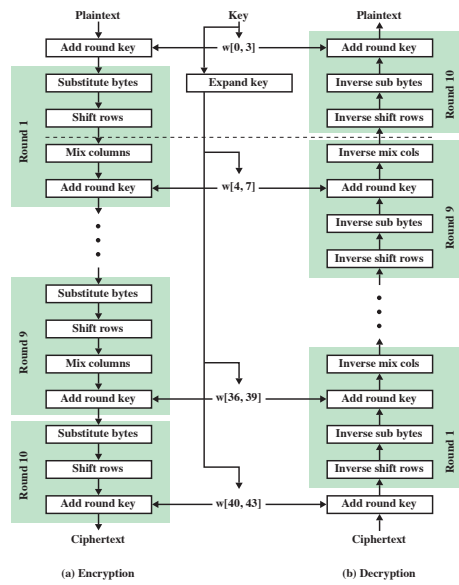 Plaintext
Key
Plaintext
Add round key
w[0, 3]
Add round key
Substitute bytes
Expand key
Inverse sub bytes
Shift rows
Inverse shift rows
Round 1
Round 10
Mix columns
Inverse mix cols
Add round key
w[4, 7]
Add round key
Inverse sub bytes
Inverse shift rows
Round 9
Substitute bytes
Shift rows
Mix columns
Inverse mix cols
Round 9
Add round key
w[36, 39]
Add round key
Substitute bytes
Inverse sub bytes
Shift rows
Inverse shift rows
Round 10
Round 1
Add round key
w[40, 43]
Add round key
Ciphertext
Ciphertext
(a) Encryption
(b) Decryption